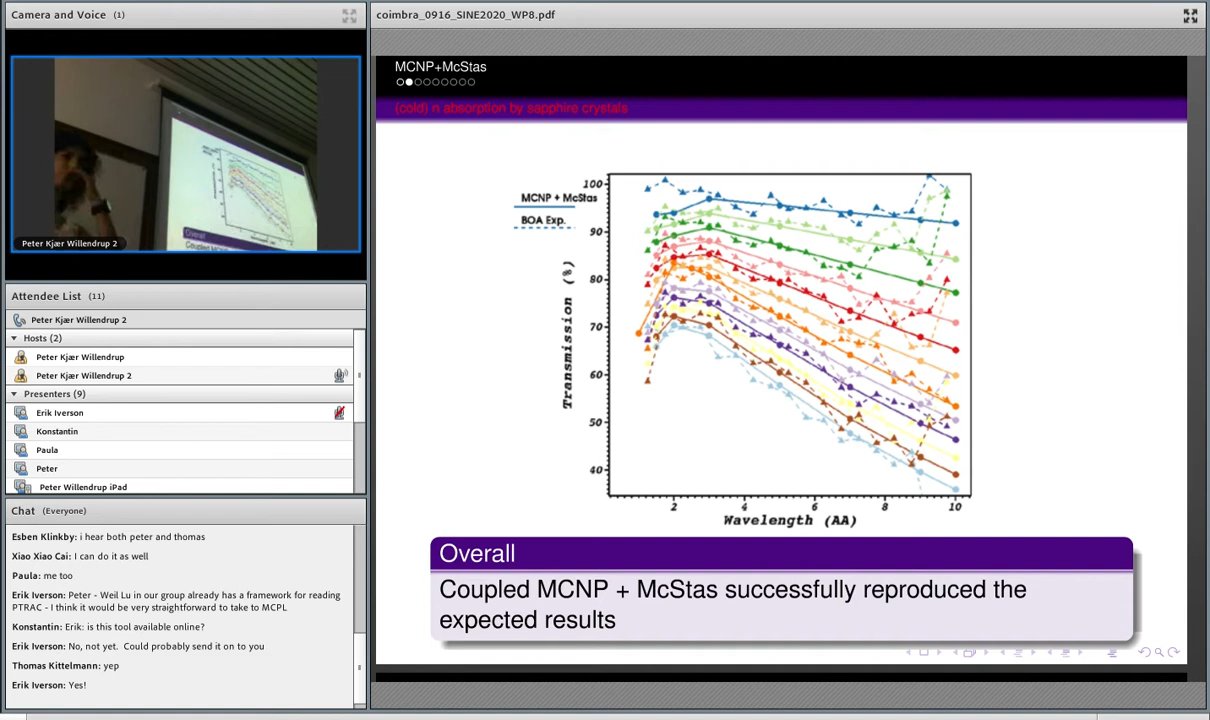 Camera and Voice (1)
Peter Kjær Willendrup 2
Attendee List (11)
Peter Kjær Willendrup 2
Hosts (2)
Peter Kjær Willendrup
Peter Kjær Willendrup 2
Presenters (9)
Erik Iverson
Konstantin
Paula
Peter
Peter Willendrup iPad
Chat (Everyone)
Esben Klinkby: i hear both peter and thomas
Xiao Xiao Cai: I can do it as well
Paula: me too
Erik Iverson: Peter - Weil Lu in our group already has a framework for reading
PTRAC - I think it would be very straightforward to take to MCPL
Konstantin: Erik: is this tool available online?
Erik Iverson: No, not yet. Could probably send it on to you
Thomas Kittelmann: yep
Erik Iverson: Yes!
coimbra_0916_SINE2020_WP8.pdf
MCNP+McStas
(cold) n absorption by sapphire crystals
MCNP + McStas
BOA Exp.
Transmission (%)
100
90
80
70
60
50
40
2 4 6 8 10
Wavelength (AA)
Overall
Coupled MCNP + McStas successfully reproduced the
expected results